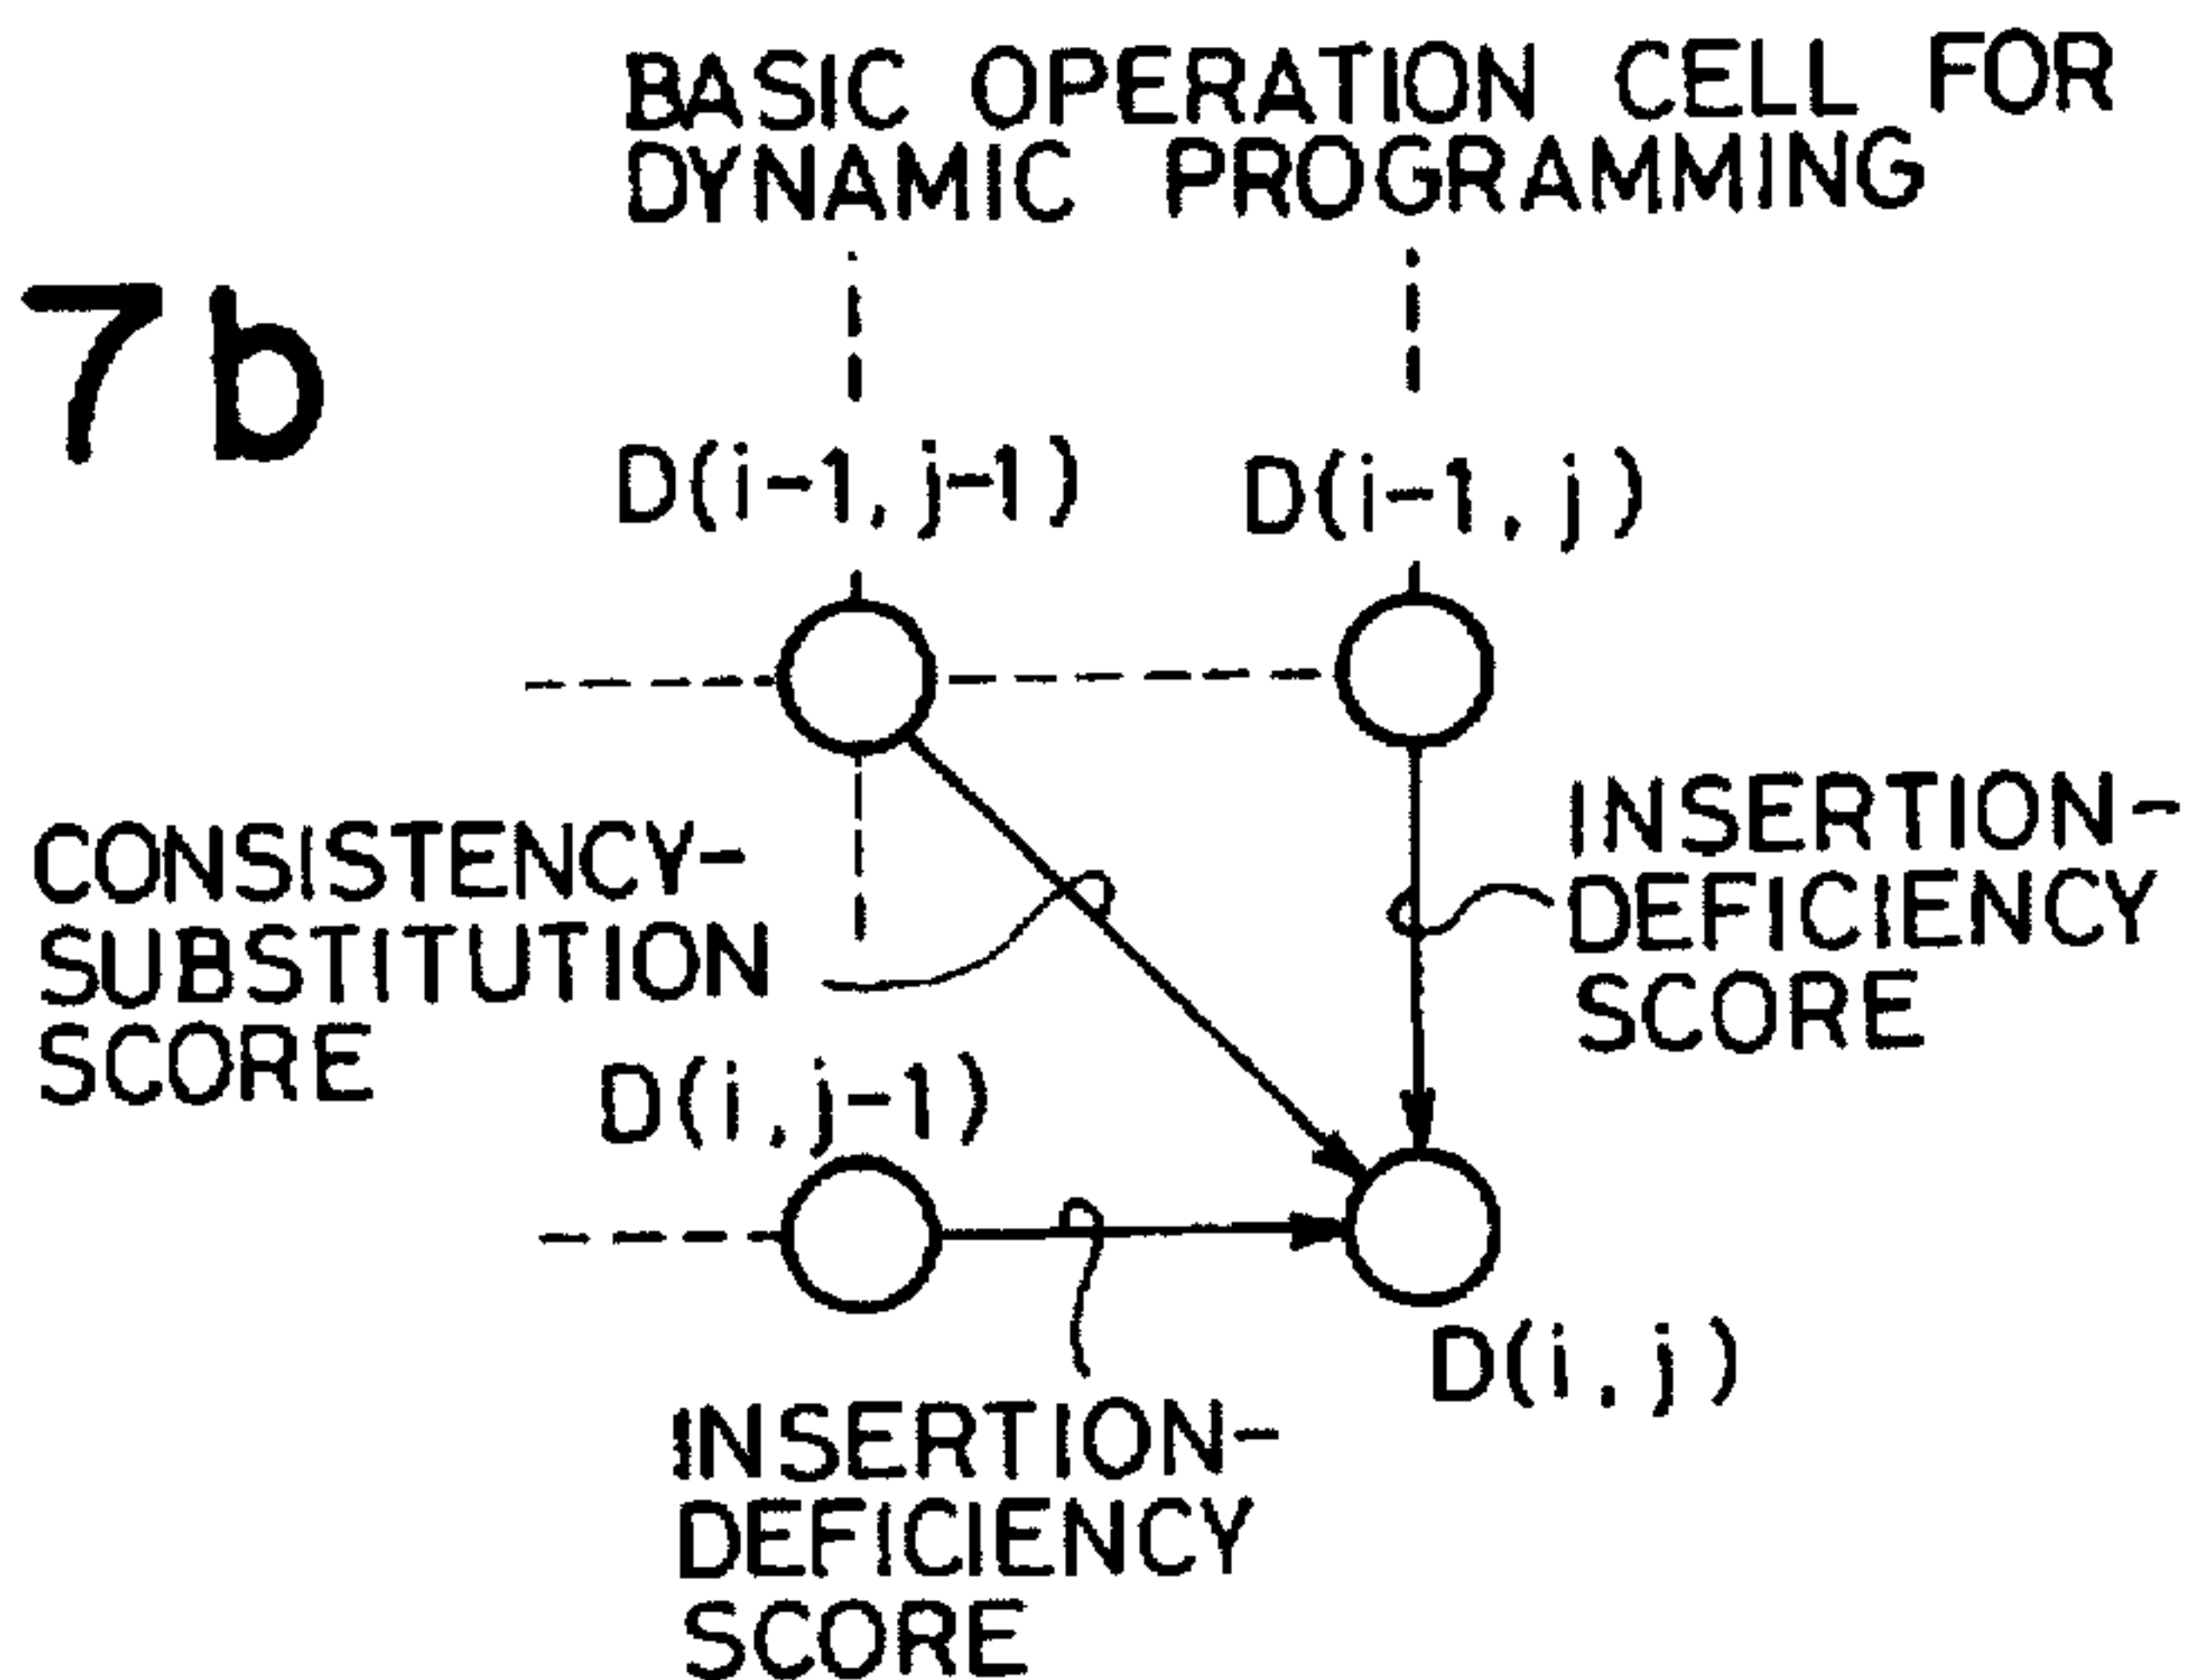 BASIC OPERATION CELL FOR
DYNAMIC PROGRAMMING
7b
D(i-1, j-1)
D(i-1, j)
CONSISTENCY-
SUBSTITUTION
SCORE
INSERTION-
DEFICIENCY
SCORE
D(i, j-1)
D(i, j)
INSERTION-
DEFICIENCY
SCORE